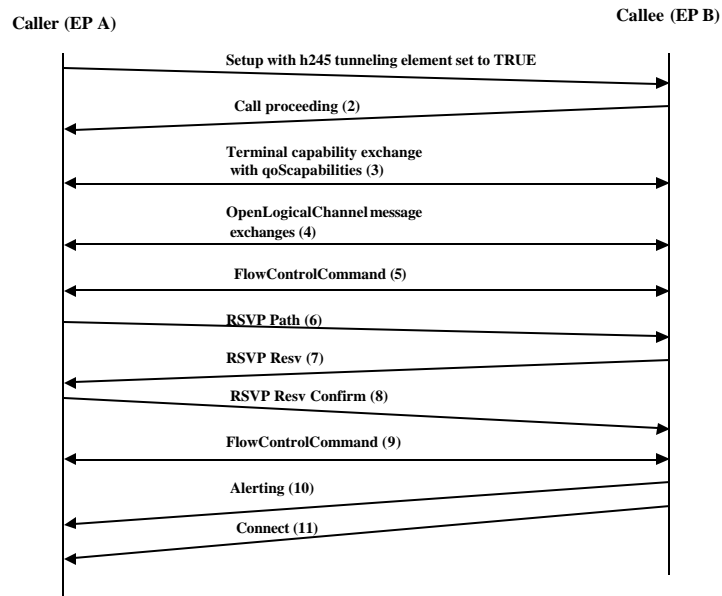 Caller (EP A)
Callee (EP B)
Setup with h245 tunneling element set to TRUE
Call proceeding (2)
Terminal capability exchange
with qoScapabilities (3)
OpenLogicalChannel message
exchanges (4)
FlowControlCommand (5)
RSVP Path (6)
RSVP Resv (7)
RSVP Resv Confirm (8)
FlowControlCommand (9)
Alerting (10)
Connect (11)